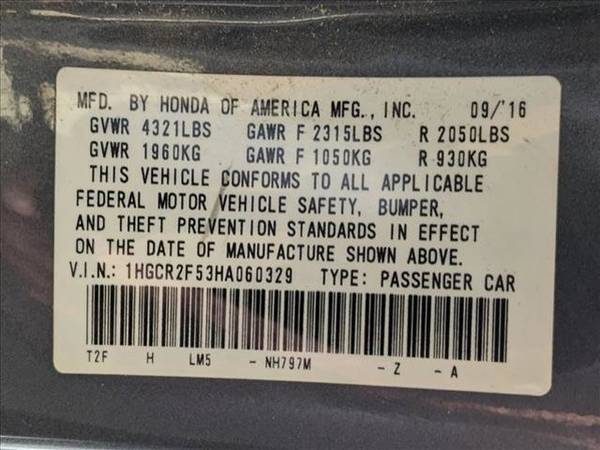 MFD. BY HONDA OF AMERICA MFG., INC. 09/'16
GVWR 4321LBS GAWR F 2315LBS R 2050LBS
GVWR 1960KG GAWR F 1050KG R 930KG
THIS VEHICLE CONFORMS TO ALL APPLICABLE
FEDERAL MOTOR VEHICLE SAFETY, BUMPER,
AND THEFT PREVENTION STANDARDS IN EFFECT
ON THE DATE OF MANUFACTURE SHOWN ABOVE.
V.I.N.: 1HGCR2F53HA060329 TYPE: PASSENGER CAR
T2F H LM5 - NH797M - Z - A